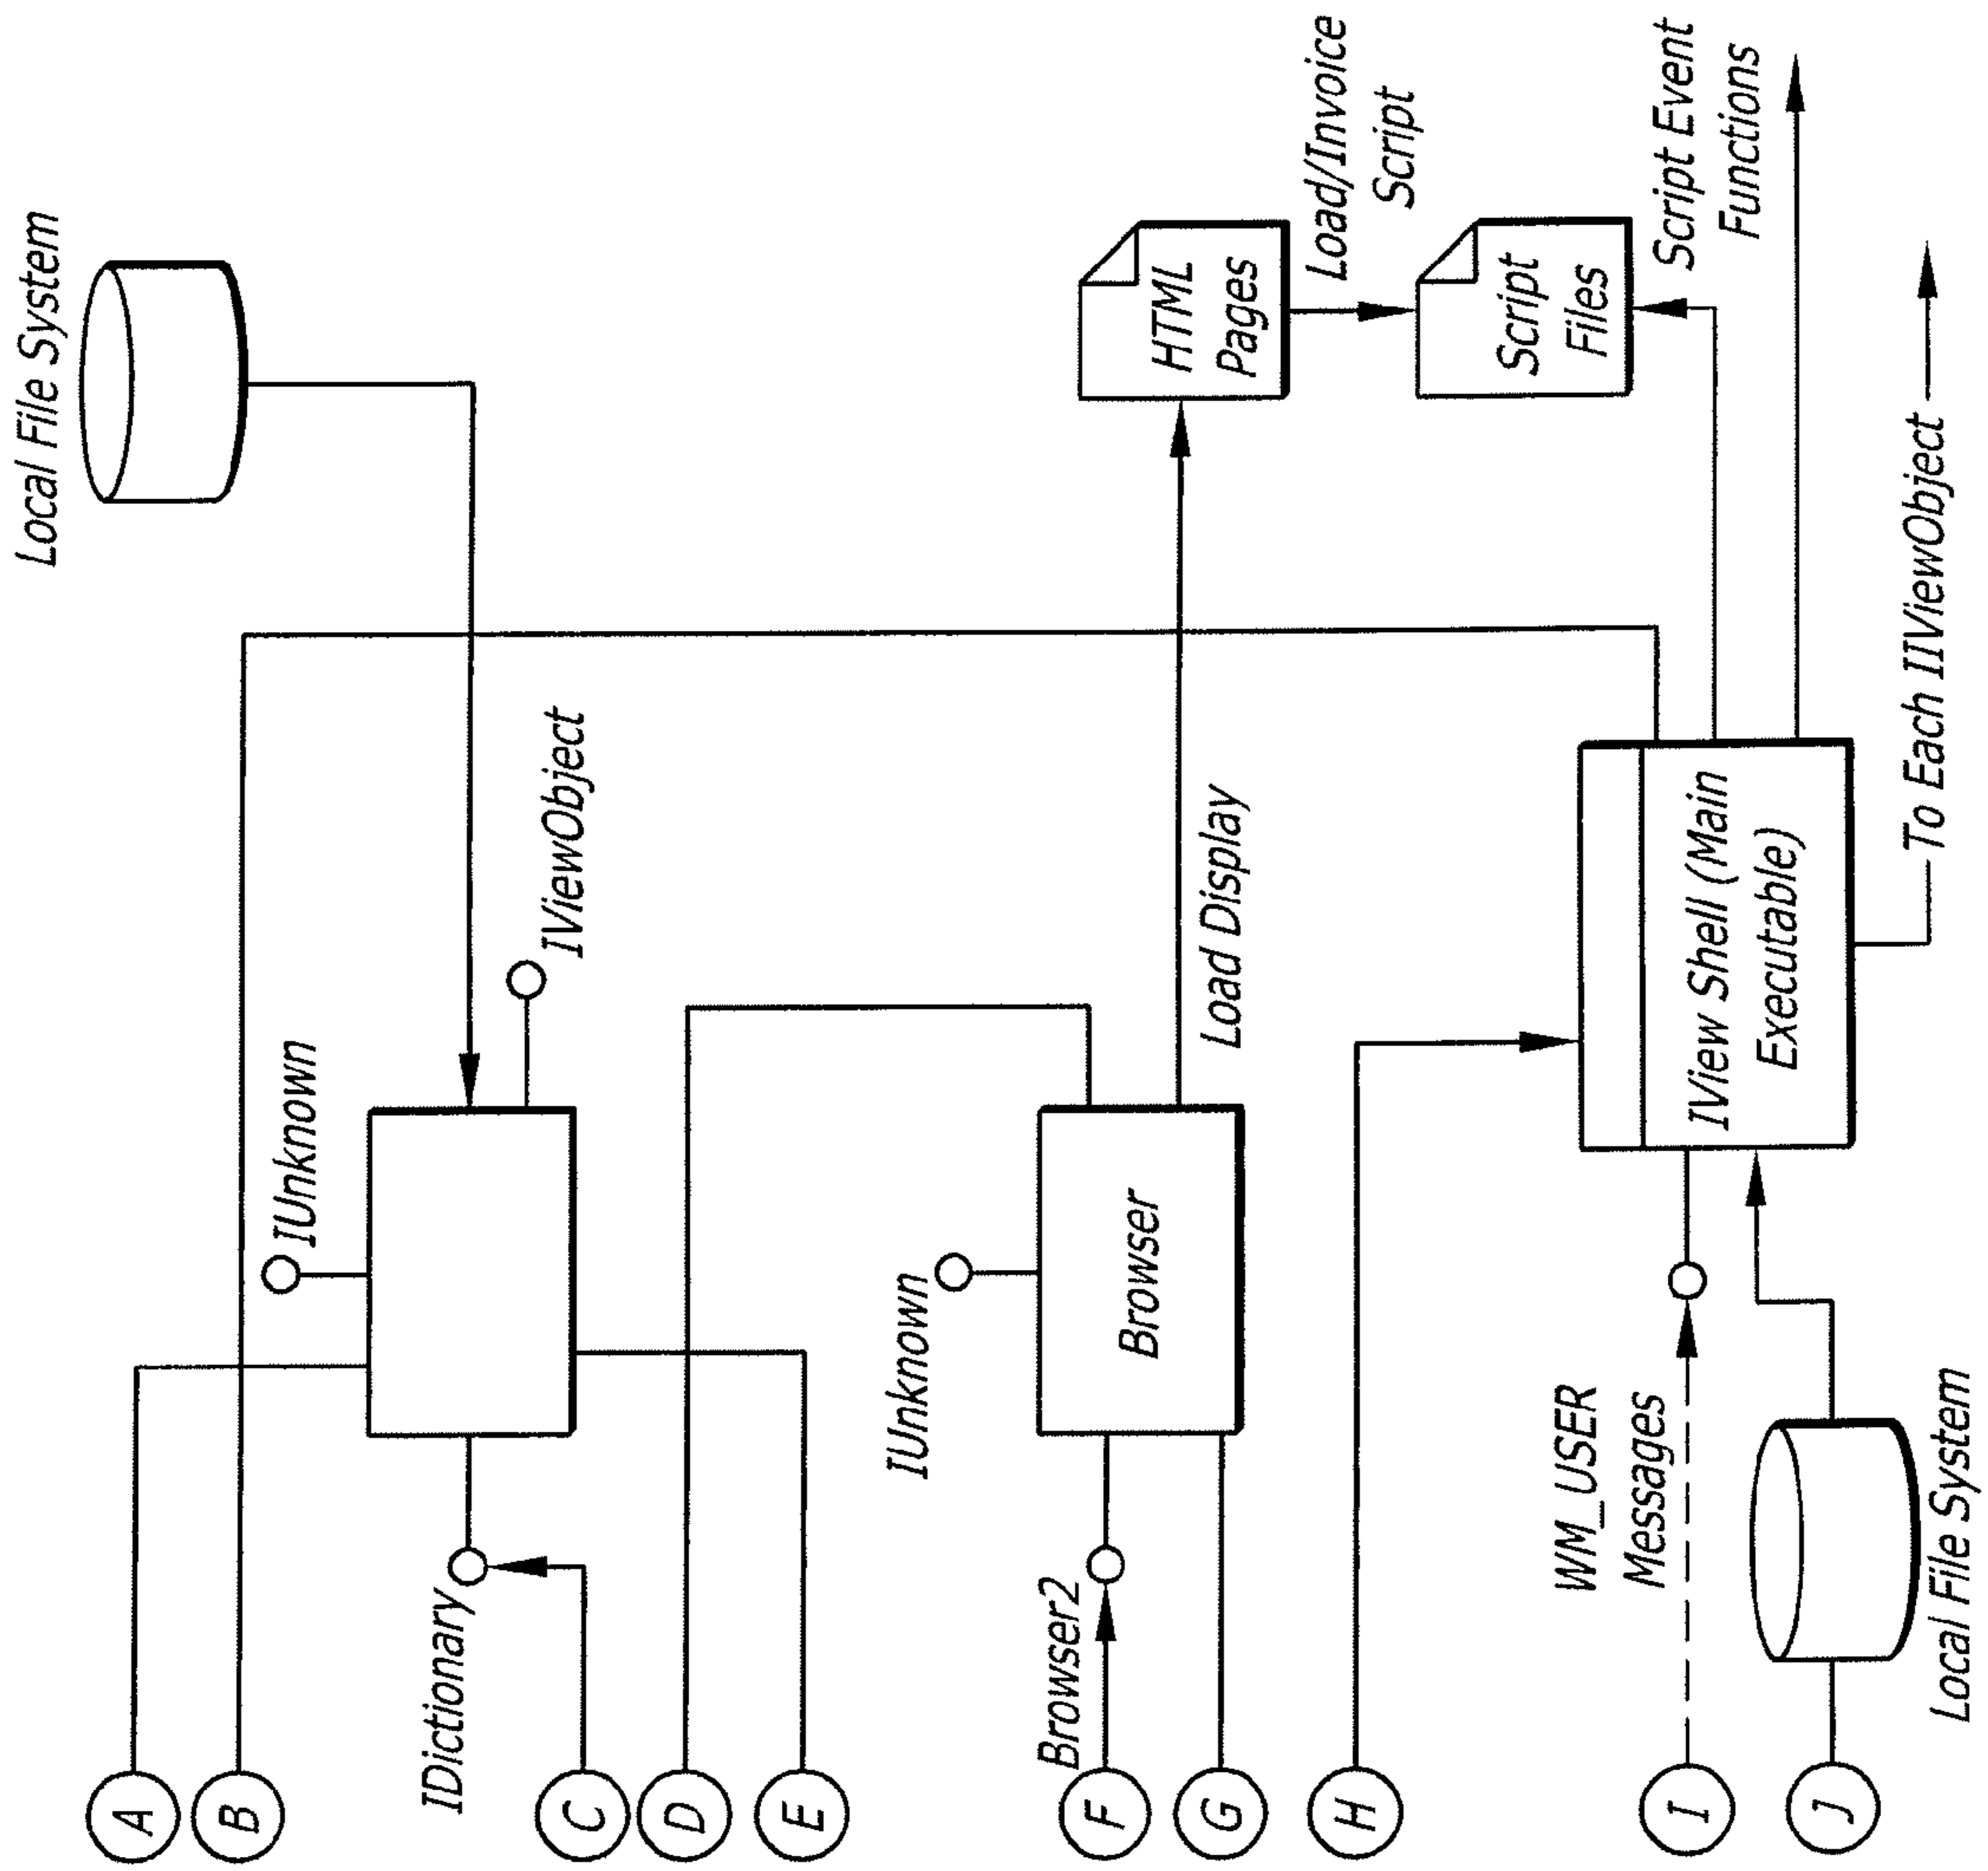 Local File System
IUnknown
IViewObject
IDictionary
A
B
C
D
E
IUnknown
Browser
Browser2
Load Display
HTML
Pages
Load/Invoice
Script
Script
Files
Script Event
Functions
F
G
H
IView Shell (Main
Executable)
To Each IIViewObject
WM_USER
Messages
Local File System
I
J